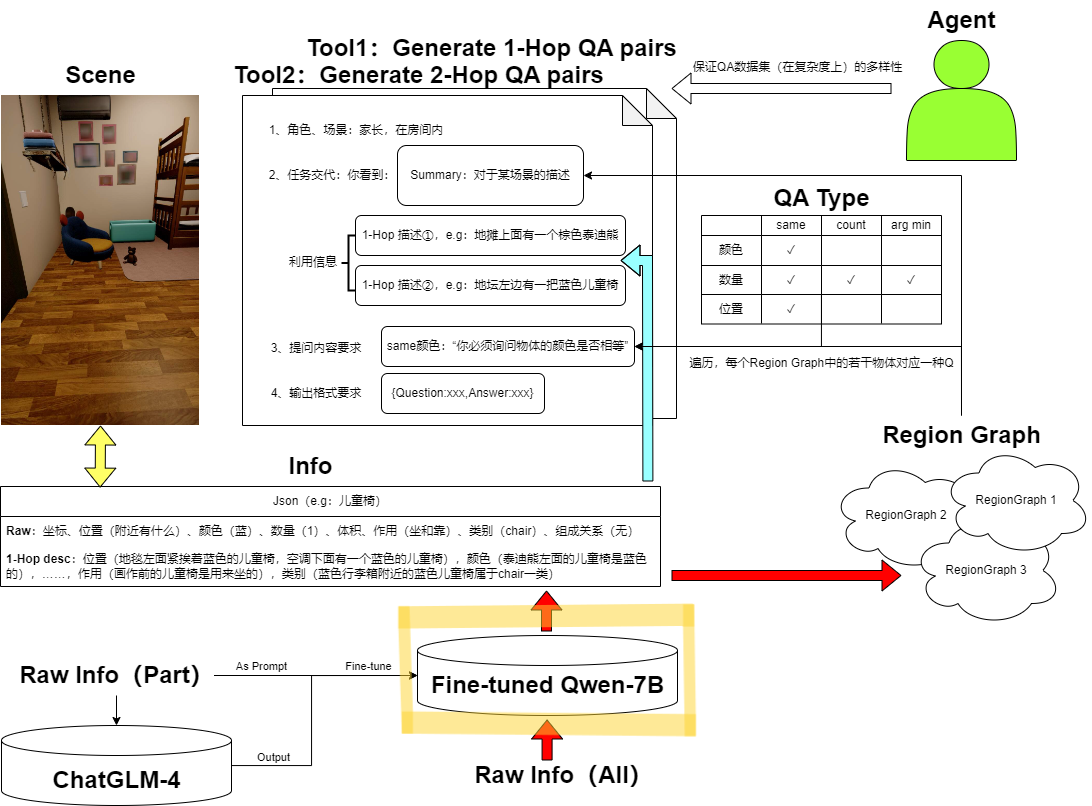 Agent
Tool1：Generate 1-Hop QA pairs
Scene
Tool2：Generate 2-Hop QA pairs
保证QA数据集（在复杂度上）的多样性
1、角色、场景：家长，在房间内
2、任务交代：你看到：
Summary：对于某场景的描述
利用信息
1-Hop 描述①，e.g：地摊上面有一个棕色泰迪熊
1-Hop 描述②，e.g：地坛左边有一把蓝色儿童椅
3、提问内容要求
same颜色：“你必须询问物体的颜色是否相等”
4、输出格式要求
{Question:xxx,Answer:xxx}
QA Type
same count arg min
颜色 ✓
数量 ✓ ✓ ✓
位置 ✓
遍历，每个Region Graph中的若干物体对应一种Q
Region Graph
RegionGraph 1
RegionGraph 2
RegionGraph 3
Info
Json（e.g：儿童椅）
Raw：坐标、位置（附近有什么）、颜色（蓝）、数量（1）、体积、作用（坐和靠）、类别（chair）、组成关系（无）
1-Hop desc：位置（地毯左面紧挨着蓝色的儿童椅，空调下面有一个蓝色的儿童椅），颜色（泰迪熊左面的儿童椅是蓝色
的），……，作用（画作前的儿童椅是用来坐的），类别（蓝色行李箱附近的蓝色儿童椅属于chair一类）
Raw Info（Part）
As Prompt
Fine-tune
Fine-tuned Qwen-7B
Output
ChatGLM-4
Raw Info（All）